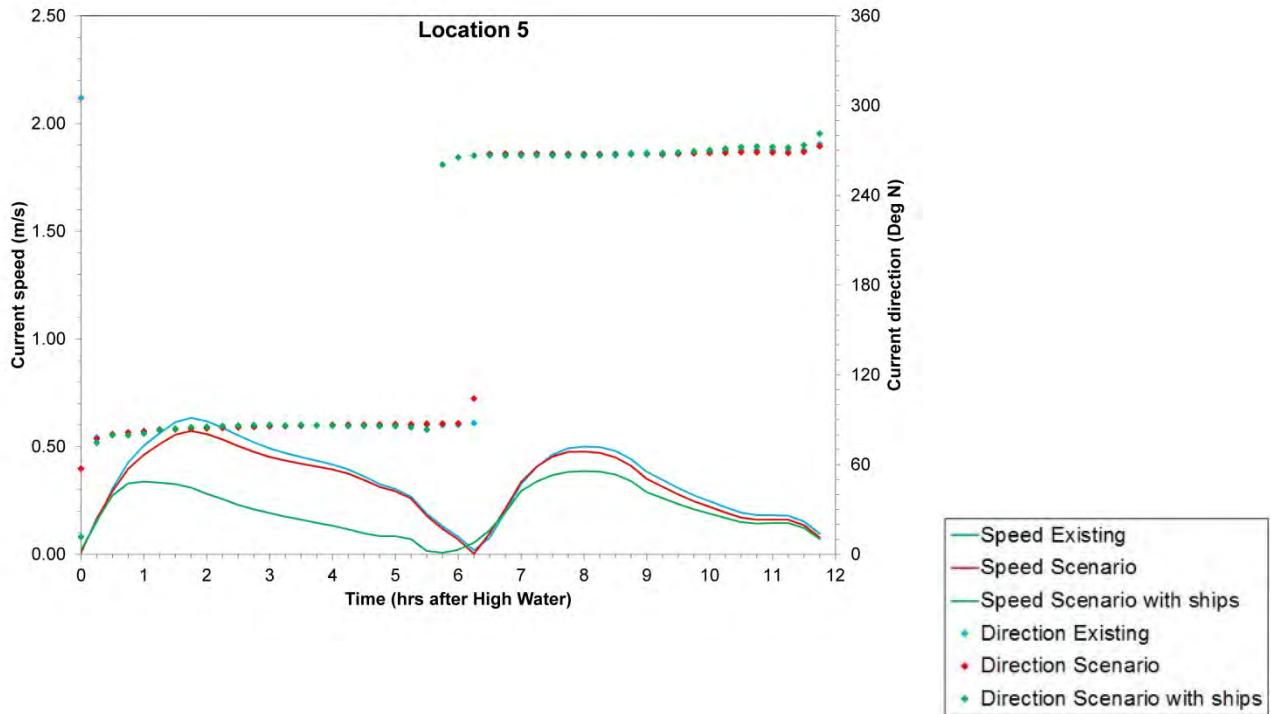 Location 5
2.50
2.00
1.50
1.00
0.50
0.00
Current speed (m/s)
0 1 2 3 4 5 6 7 8 9 10 11 12
Time (hrs after High Water)
360
300
240
180
120
60
0
Current direction (Deg N)
Speed Existing
Speed Scenario
Speed Scenario with ships
Direction Existing
Direction Scenario
Direction Scenario with ships